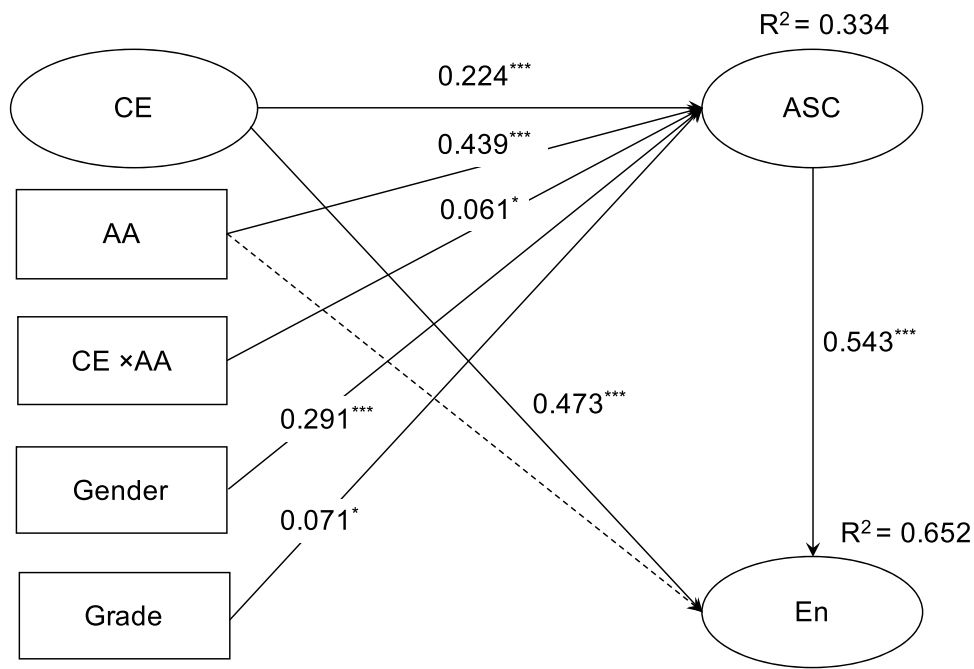 R² = 0.334
CE
0.224***
ASC
0.439***
AA
0.061*
CE ×AA
0.543***
0.291***
0.473***
Gender
0.071*
R² = 0.652
Grade
En